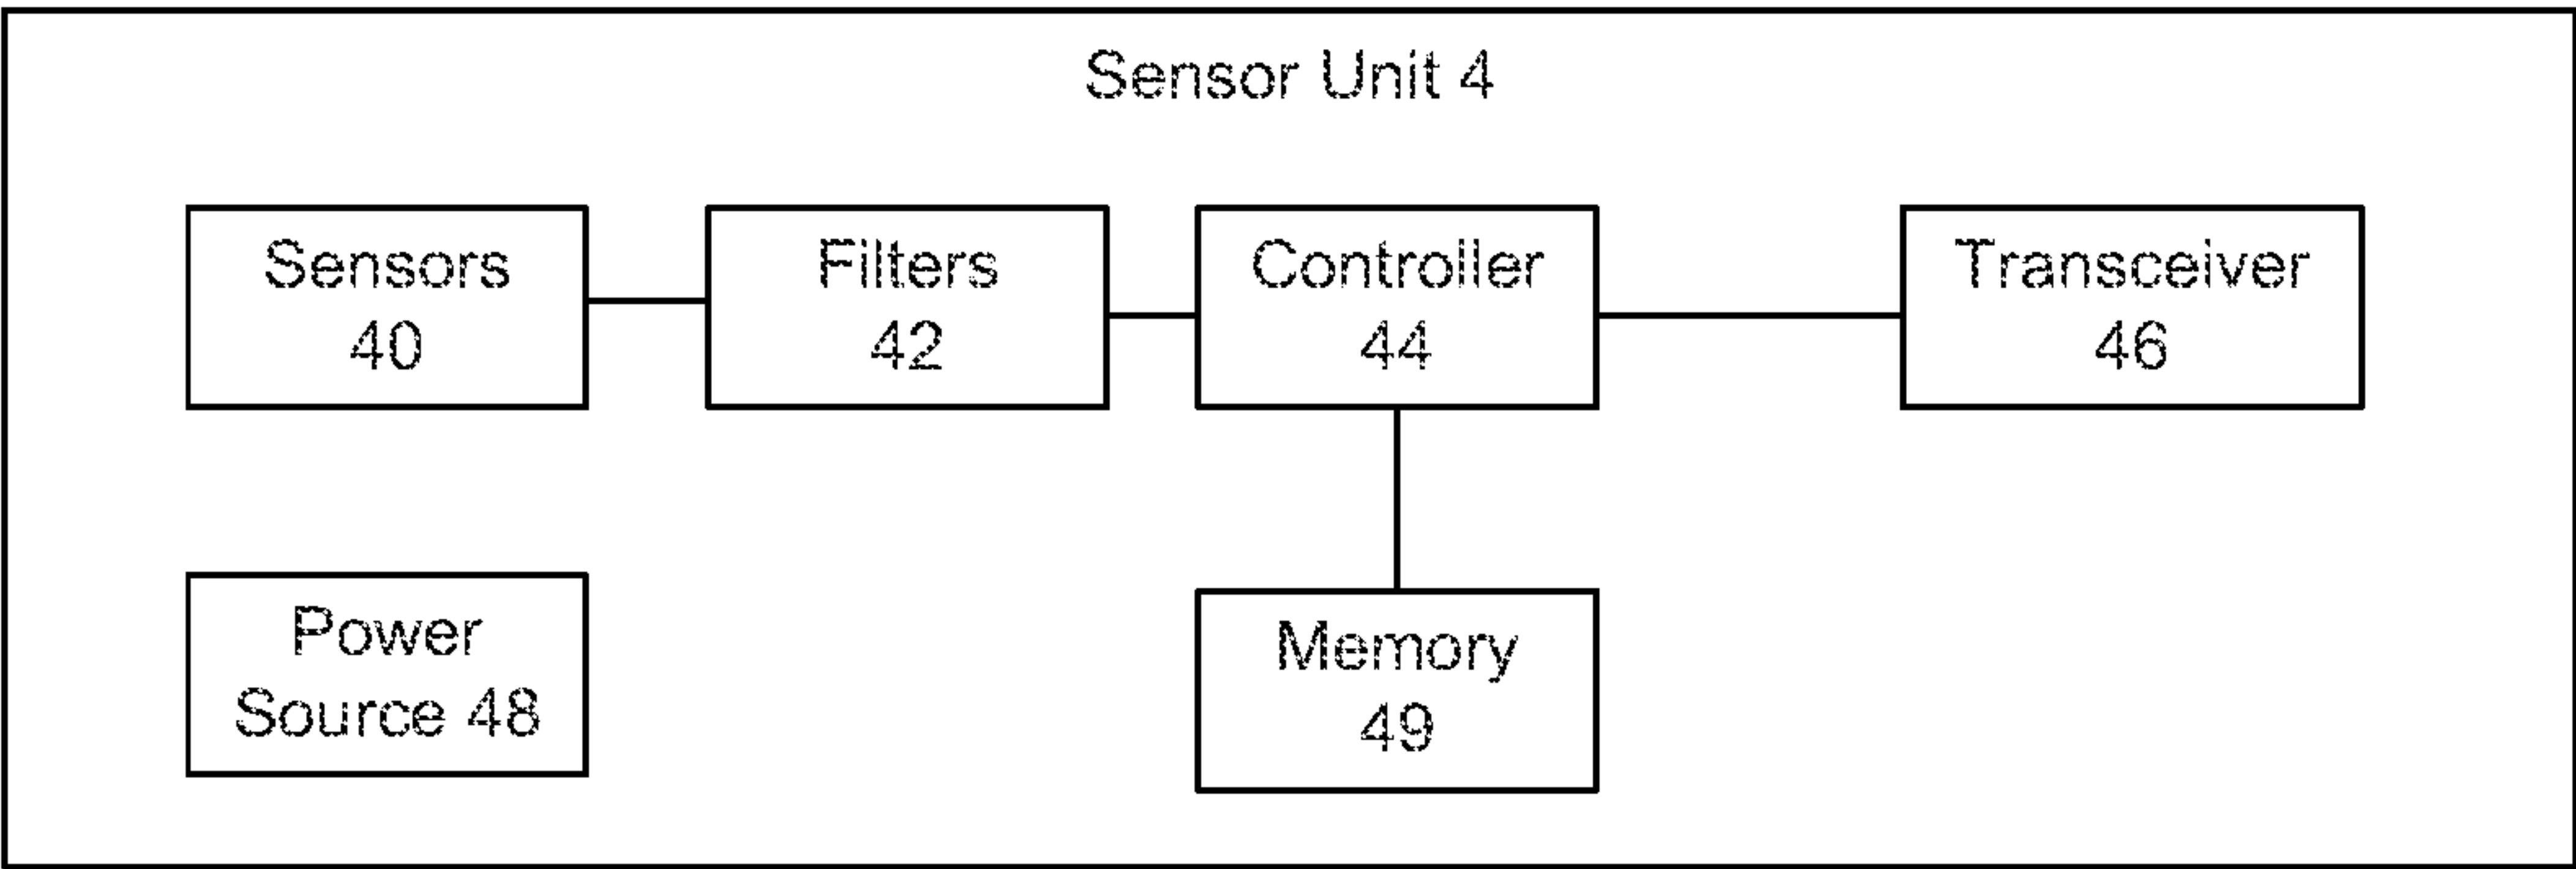 Sensor Unit 4
Sensors
40
Filters
42
Controller
44
Transceiver
46
Power
Source 48
Memory
49